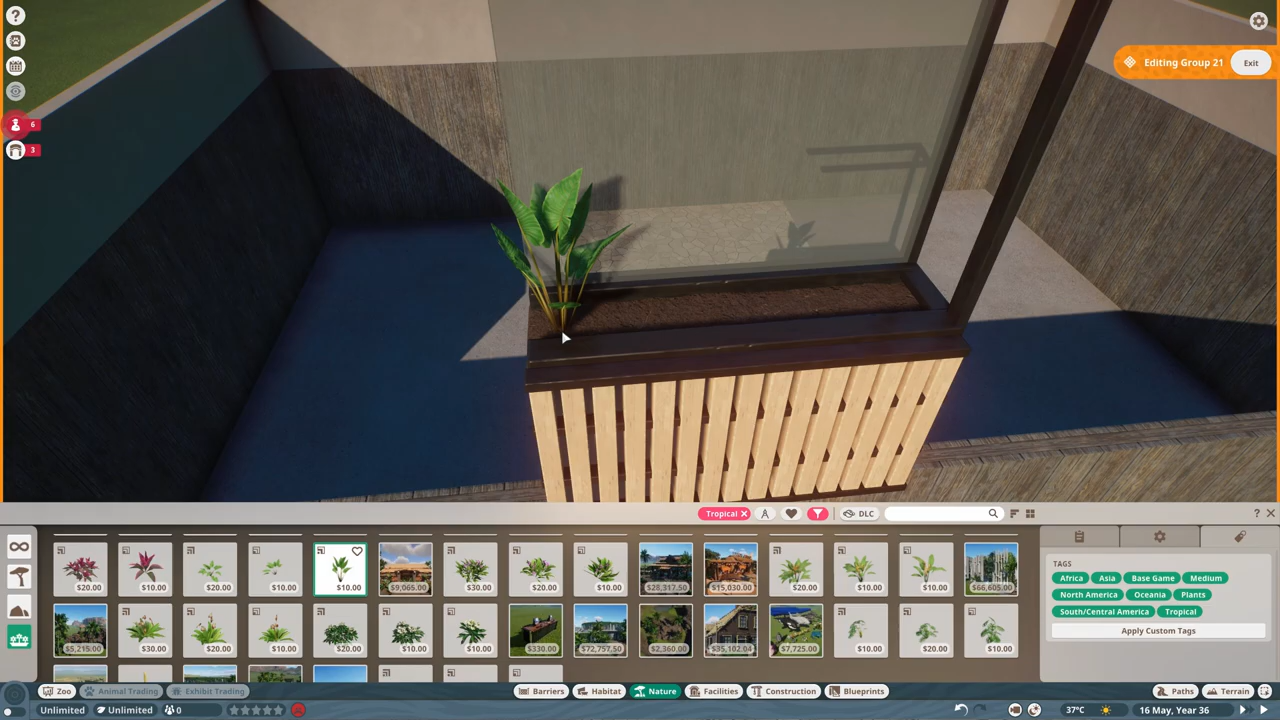 ?
Editing Group 21
Exit
6
3
Tropical ×
DLC
? ×
$20.00 $10.00 $20.00 $10.00 $10.00 $9,065.00 $30.00 $20.00 $10.00 $28,317.50 $15,030.00 $20.00 $10.00 $10.00 $66,605.00
$5,215.00 $30.00 $20.00 $10.00 $20.00 $10.00 $10.00 $330.00 $72,757.50 $2,360.00 $35,102.04 $7,725.00 $10.00 $20.00 $10.00
TAGS
Africa Asia Base Game Medium
North America Oceania Plants
South/Central America Tropical
Apply Custom Tags
Zoo Animal Trading Exhibit Trading Barriers Habitat Nature Facilities Construction Blueprints Paths Terrain
Unlimited Unlimited 0 37°C 16 May, Year 36